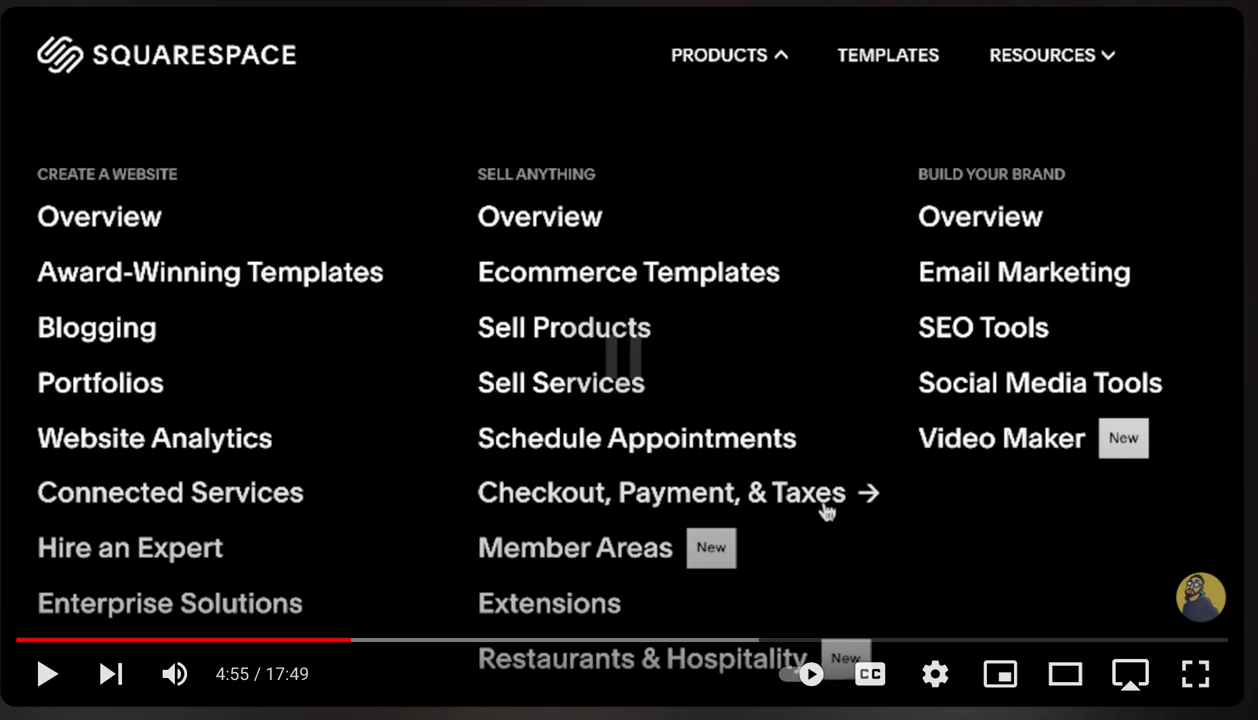 SQUARESPACE
PRODUCTS
TEMPLATES
RESOURCES
CREATE A WEBSITE
Overview
Award-Winning Templates
Blogging
Portfolios
Website Analytics
Connected Services
Hire an Expert
Enterprise Solutions
SELL ANYTHING
Overview
Ecommerce Templates
Sell Products
Sell Services
Schedule Appointments
Checkout, Payment, & Taxes →
Member Areas New
Extensions
Restaurants & Hospitality New
BUILD YOUR BRAND
Overview
Email Marketing
SEO Tools
Social Media Tools
Video Maker New
4:55 / 17:49
CC